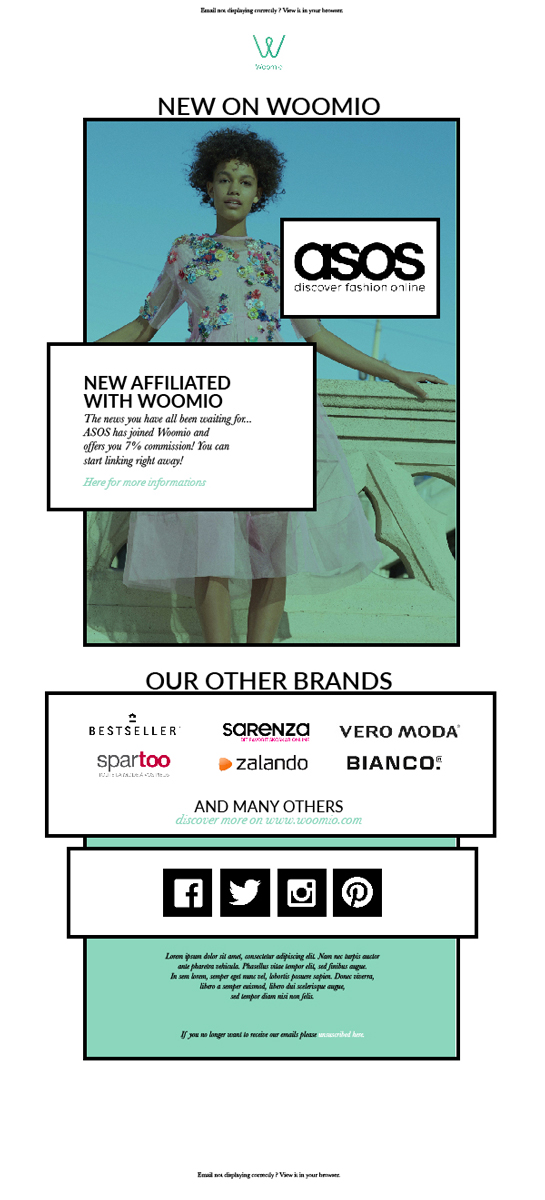 Email not displaying correctly ? View is in your browser.
Woomio
NEW ON WOOMIO
asos
discover fashion online
NEW AFFILIATED
WITH WOOMIO
The news you have all been waiting for...
ASOS has joined Woomio and
offers you 7% commission! You can
start linking right away!
Here for more informations
OUR OTHER BRANDS
BESTSELLER
sarenza
VERO MODA
spartoo
zalando
BIANCO
AND MANY OTHERS
discover more on www.woomio.com
Lorem ipsum dolor sit amet, consectetur adipiscing elit. Nam nec turpis auctor
ante pharetra vehicula. Phasellus vitae tempor elit, sed finibus augue.
In sem lorem, semper eget nunc vel, lobortis posuere sapien. Donec viverra,
libero a semper euismod, libero dui scelerisque augue,
sed tempor diam nisi non felis.
If you no longer want to receive our emails please unsuscribed here
Email not displaying correctly ? View is in your browser.